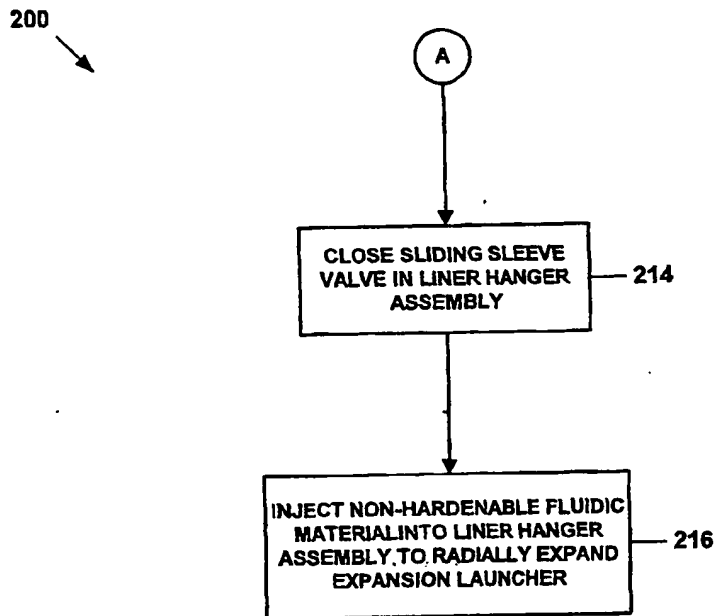 200
A
CLOSE SLIDING SLEEVE
VALVE IN LINER HANGER
ASSEMBLY
214
INJECT NON-HARDENABLE FLUIDIC
MATERIALINTO LINER HANGER
ASSEMBLY TO RADIALLY EXPAND
EXPANSION LAUNCHER
216